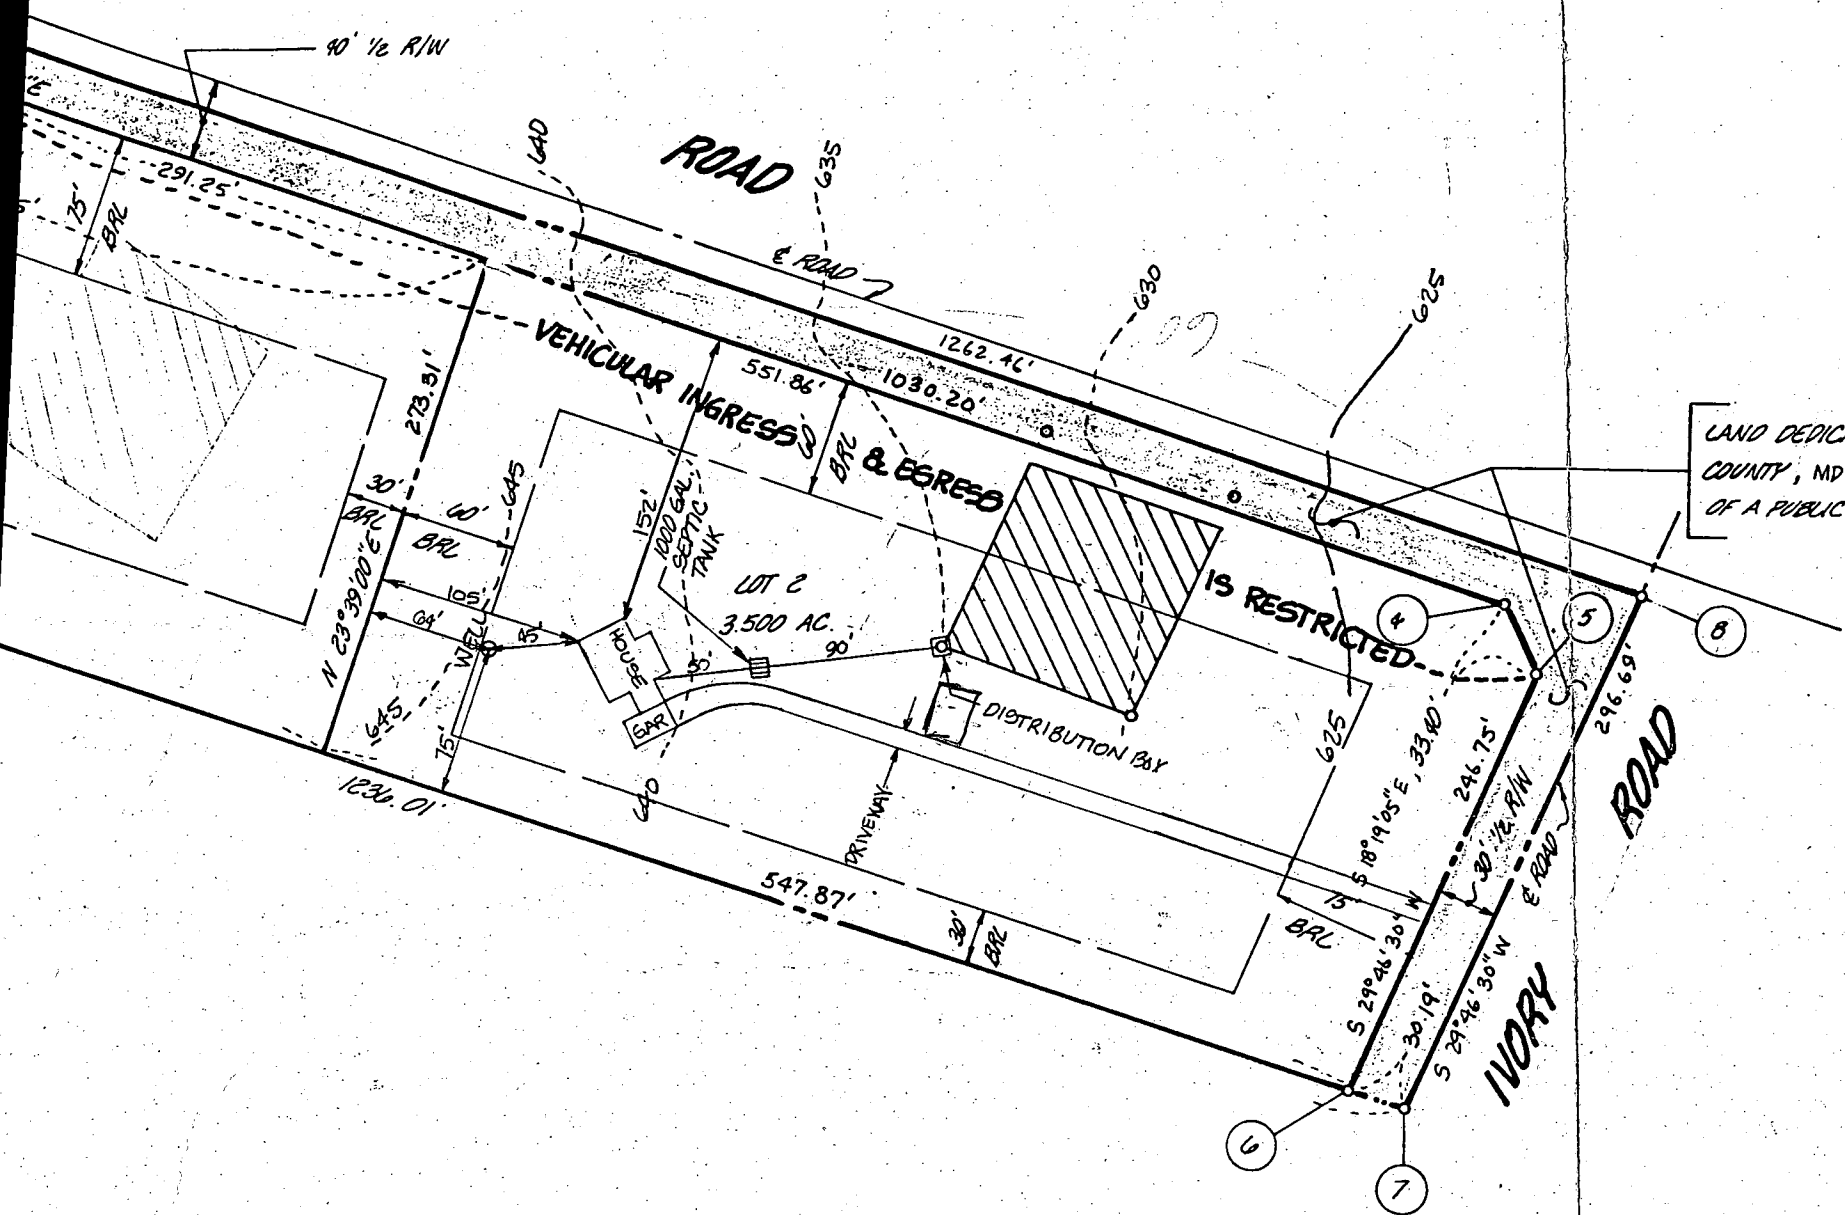 40' 1/2 R/W
"E
ROAD
640
635
630
625
291.25'
75'
BRL
5'
℄ ROAD
1262.46'
551.86'
1030.20'
273.31'
VEHICULAR INGRESS & EGRESS IS RESTRICTED
60'
BRL
LAND DEDIC
COUNTY, MD
OF A PUBLIC
30'
BRL
60'
BRL
645
152'
1000 GAL.
SEPTIC
TANK
LOT 2
3.500 AC.
N 23°39'00"E
105'
64'
WELL
45'
HOUSE
55'
90'
GAR
4
5
8
645
75'
640
DISTRIBUTION BOX
DRIVEWAY
625
1236.01'
547.87'
30'
BRL
75'
BRL
S 18°19'05" E, 33.40'
246.75'
296.69'
30' 1/2 R/W
℄ ROAD
S 29°46'30" W
30.19'
S 29°46'30" W
IVORY ROAD
6
7